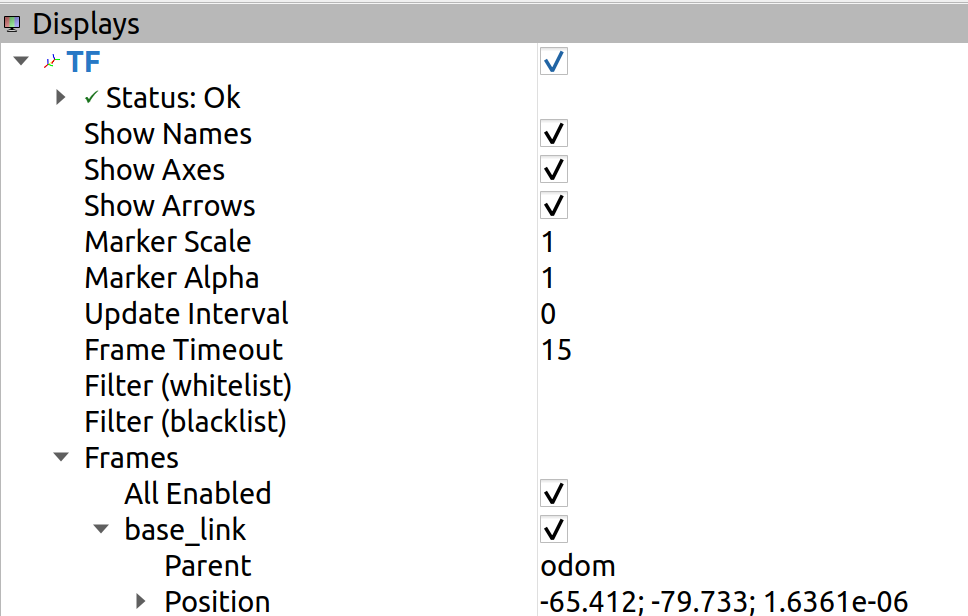 Displays
TF
Status: Ok
Show Names
Show Axes
Show Arrows
Marker Scale 1
Marker Alpha 1
Update Interval 0
Frame Timeout 15
Filter (whitelist)
Filter (blacklist)
Frames
All Enabled
base_link
Parent odom
Position -65.412; -79.733; 1.6361e-06